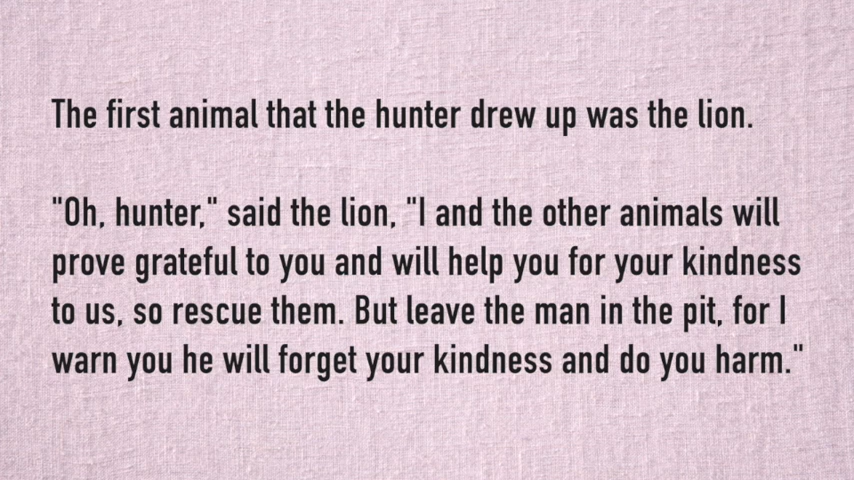 The first animal that the hunter drew up was the lion.
"Oh, hunter," said the lion, "I and the other animals will
prove grateful to you and will help you for your kindness
to us, so rescue them. But leave the man in the pit, for I
warn you he will forget your kindness and do you harm."